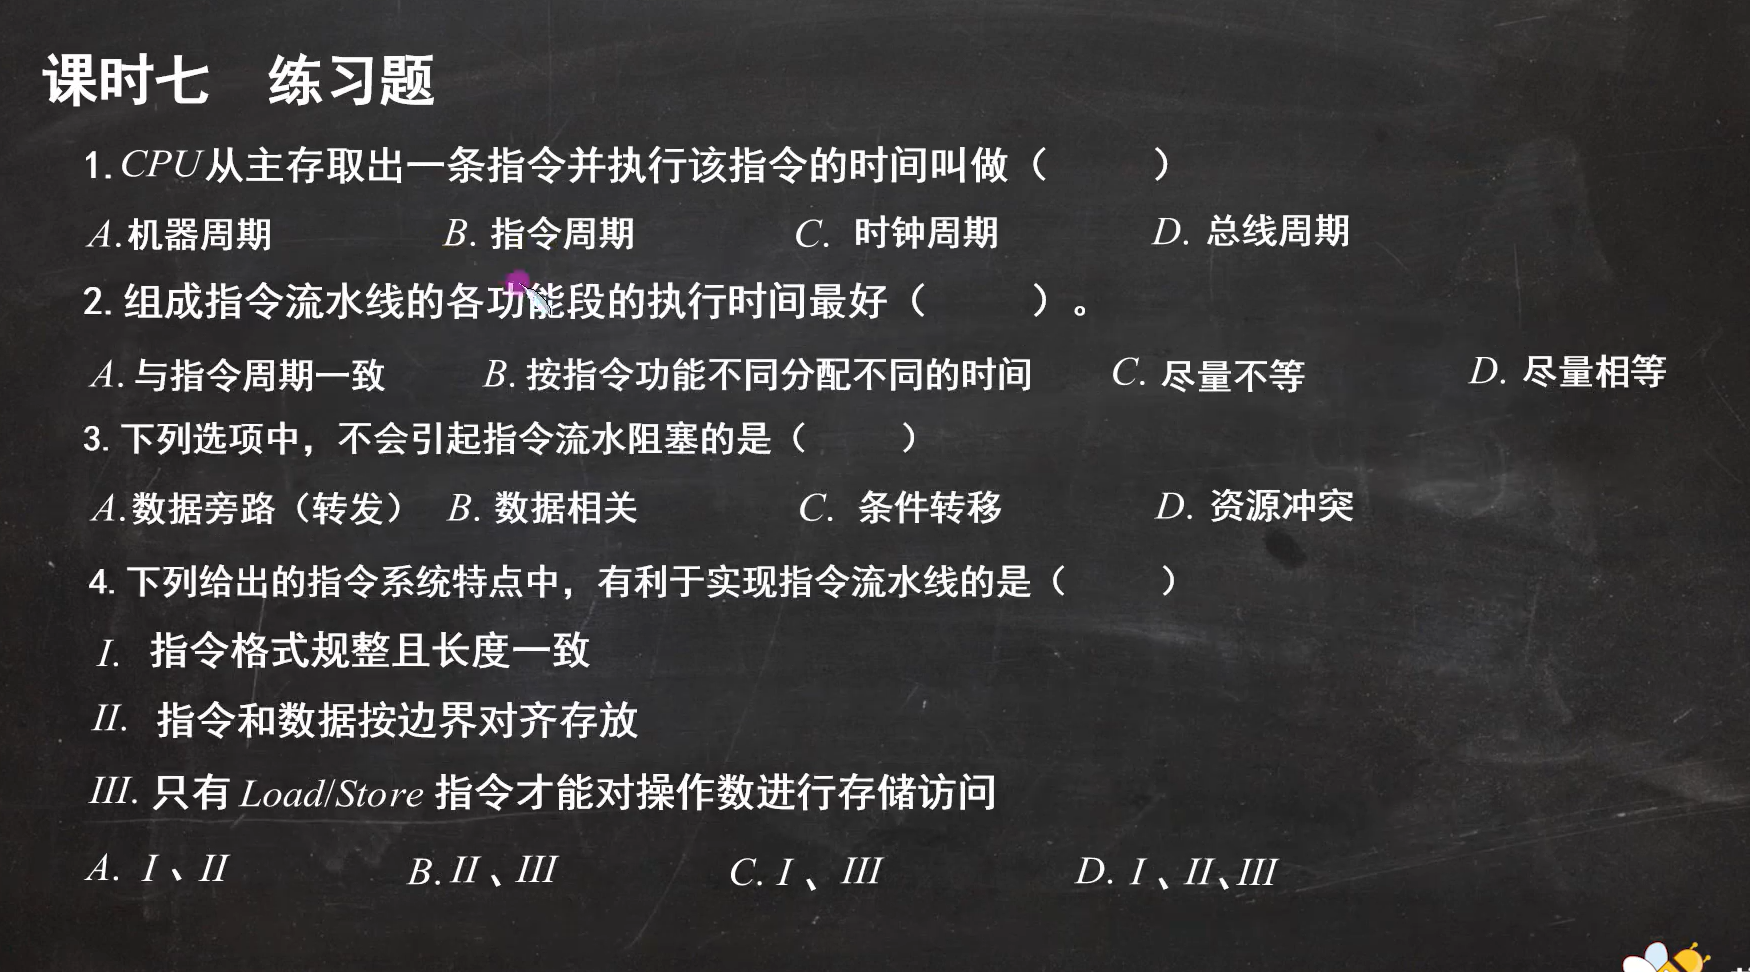 课时七 练习题
1.CPU从主存取出一条指令并执行该指令的时间叫做（ ）
A.机器周期 B. 指令周期 C. 时钟周期 D. 总线周期
2.组成指令流水线的各功能段的执行时间最好（ ）。
A.与指令周期一致 B.按指令功能不同分配不同的时间 C. 尽量不等 D. 尽量相等
3.下列选项中，不会引起指令流水阻塞的是（ ）
A.数据旁路（转发） B. 数据相关 C. 条件转移 D. 资源冲突
4.下列给出的指令系统特点中，有利于实现指令流水线的是（ ）
I. 指令格式规整且长度一致
II. 指令和数据按边界对齐存放
III. 只有 Load/Store 指令才能对操作数进行存储访问
A. I、II B.II、III C. I、III D. I、II、III